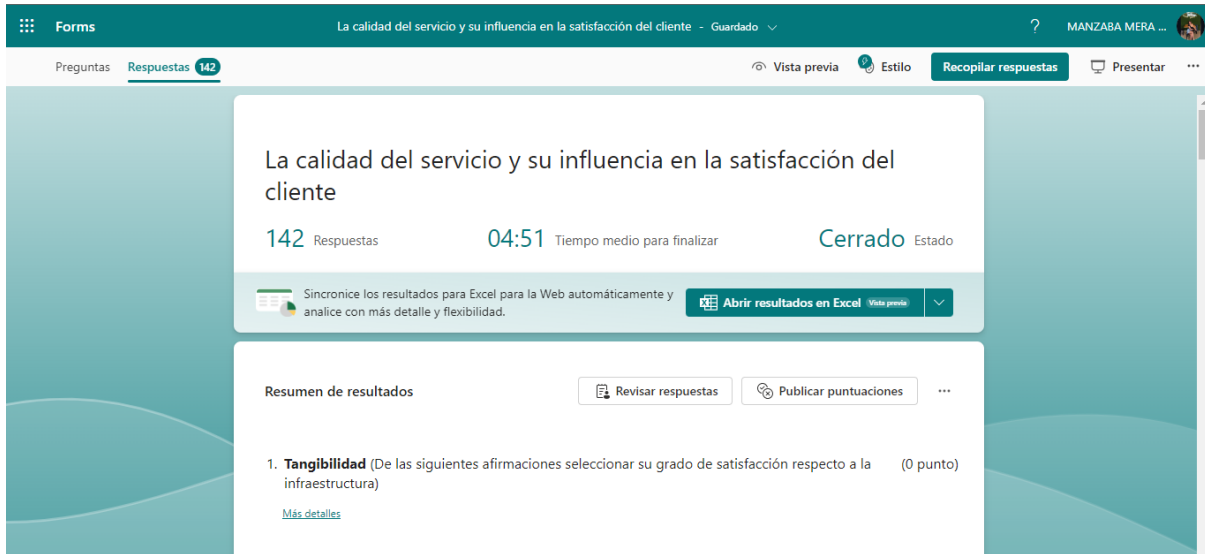 Forms
La calidad del servicio y su influencia en la satisfacción del cliente - Guardado
?
MANZABA MERA ...
Preguntas
Respuestas 142
Vista previa
Estilo
Recopilar respuestas
Presentar
...
La calidad del servicio y su influencia en la satisfacción del
cliente
142 Respuestas
04:51 Tiempo medio para finalizar
Cerrado Estado
Sincronice los resultados para Excel para la Web automáticamente y
analice con más detalle y flexibilidad.
Abrir resultados en Excel Vista previa
Resumen de resultados
Revisar respuestas
Publicar puntuaciones
...
1. Tangibilidad (De las siguientes afirmaciones seleccionar su grado de satisfacción respecto a la (0 punto)
infraestructura)
Más detalles